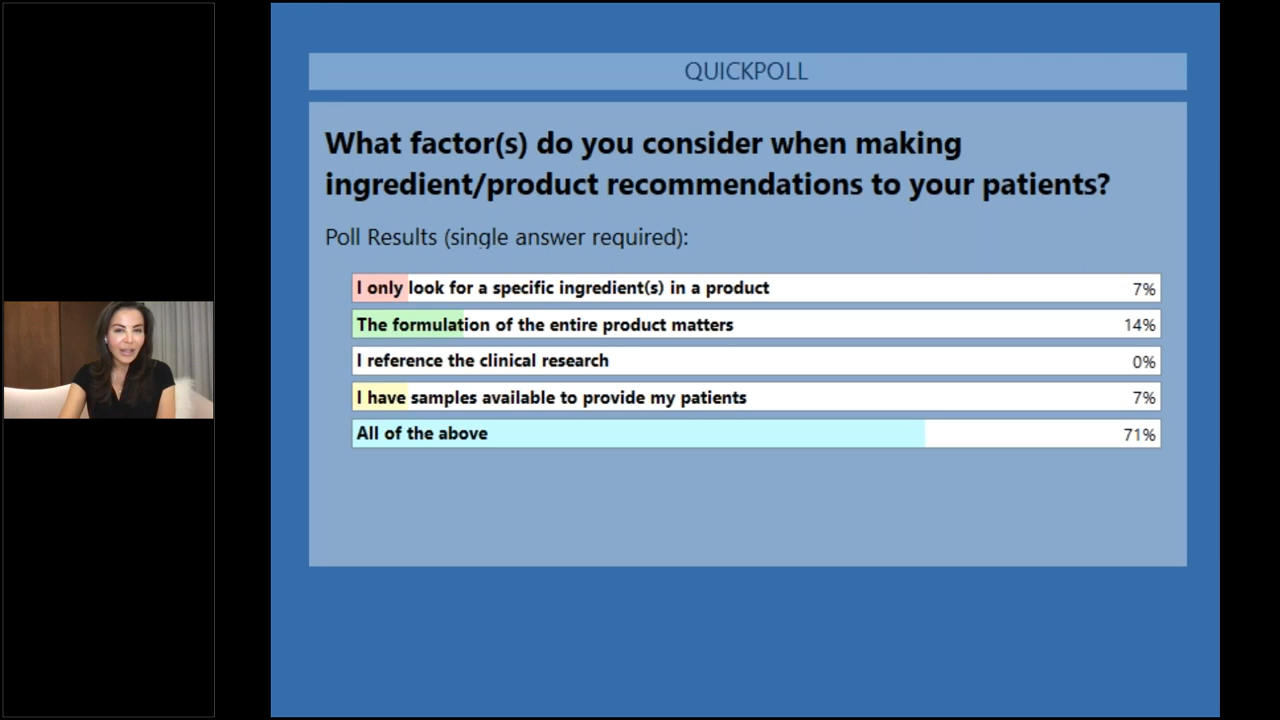 QUICKPOLL
What factor(s) do you consider when making
ingredient/product recommendations to your patients?
Poll Results (single answer required):
I only look for a specific ingredient(s) in a product 7%
The formulation of the entire product matters 14%
I reference the clinical research 0%
I have samples available to provide my patients 7%
All of the above 71%